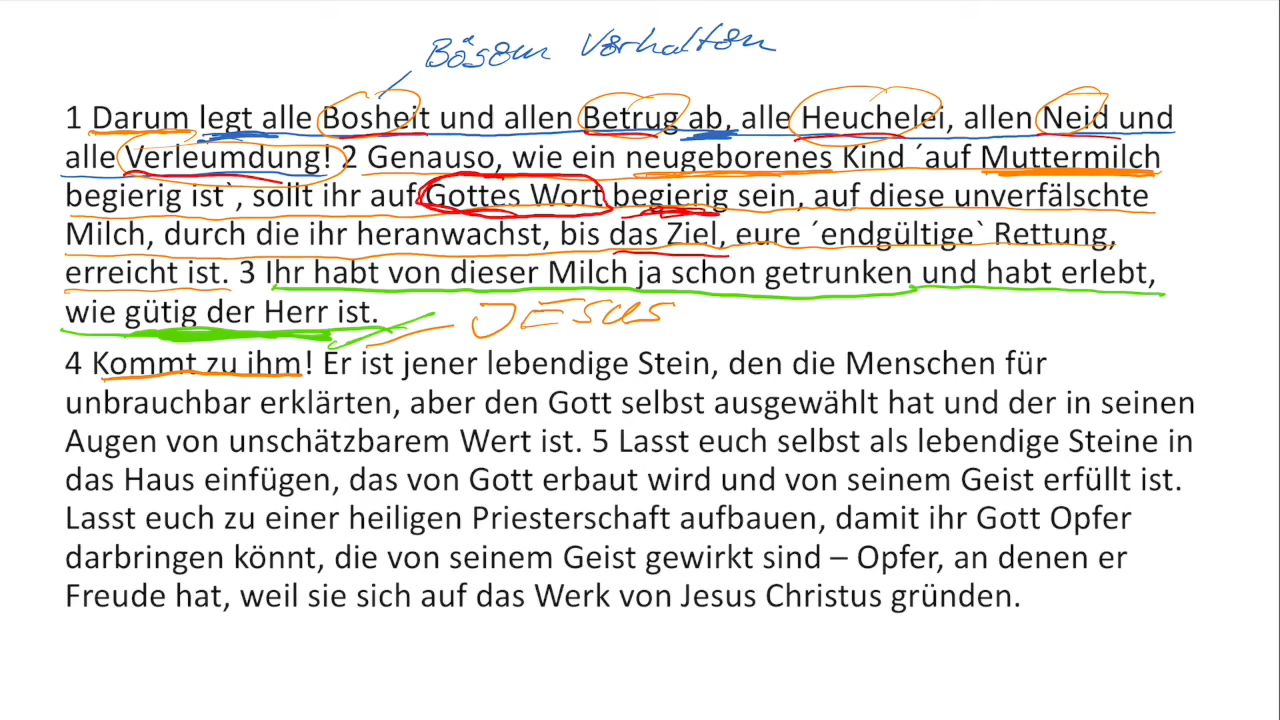 Bösem Verhalten
1 Darum legt alle Bosheit und allen Betrug ab, alle Heuchelei, allen Neid und
alle Verleumdung! 2 Genauso, wie ein neugeborenes Kind ´auf Muttermilch
begierig ist`, sollt ihr auf Gottes Wort begierig sein, auf diese unverfälschte
Milch, durch die ihr heranwachst, bis das Ziel, eure ´endgültige` Rettung,
erreicht ist. 3 Ihr habt von dieser Milch ja schon getrunken und habt erlebt,
wie gütig der Herr ist.
JESUS
4 Kommt zu ihm! Er ist jener lebendige Stein, den die Menschen für
unbrauchbar erklärten, aber den Gott selbst ausgewählt hat und der in seinen
Augen von unschätzbarem Wert ist. 5 Lasst euch selbst als lebendige Steine in
das Haus einfügen, das von Gott erbaut wird und von seinem Geist erfüllt ist.
Lasst euch zu einer heiligen Priesterschaft aufbauen, damit ihr Gott Opfer
darbringen könnt, die von seinem Geist gewirkt sind – Opfer, an denen er
Freude hat, weil sie sich auf das Werk von Jesus Christus gründen.